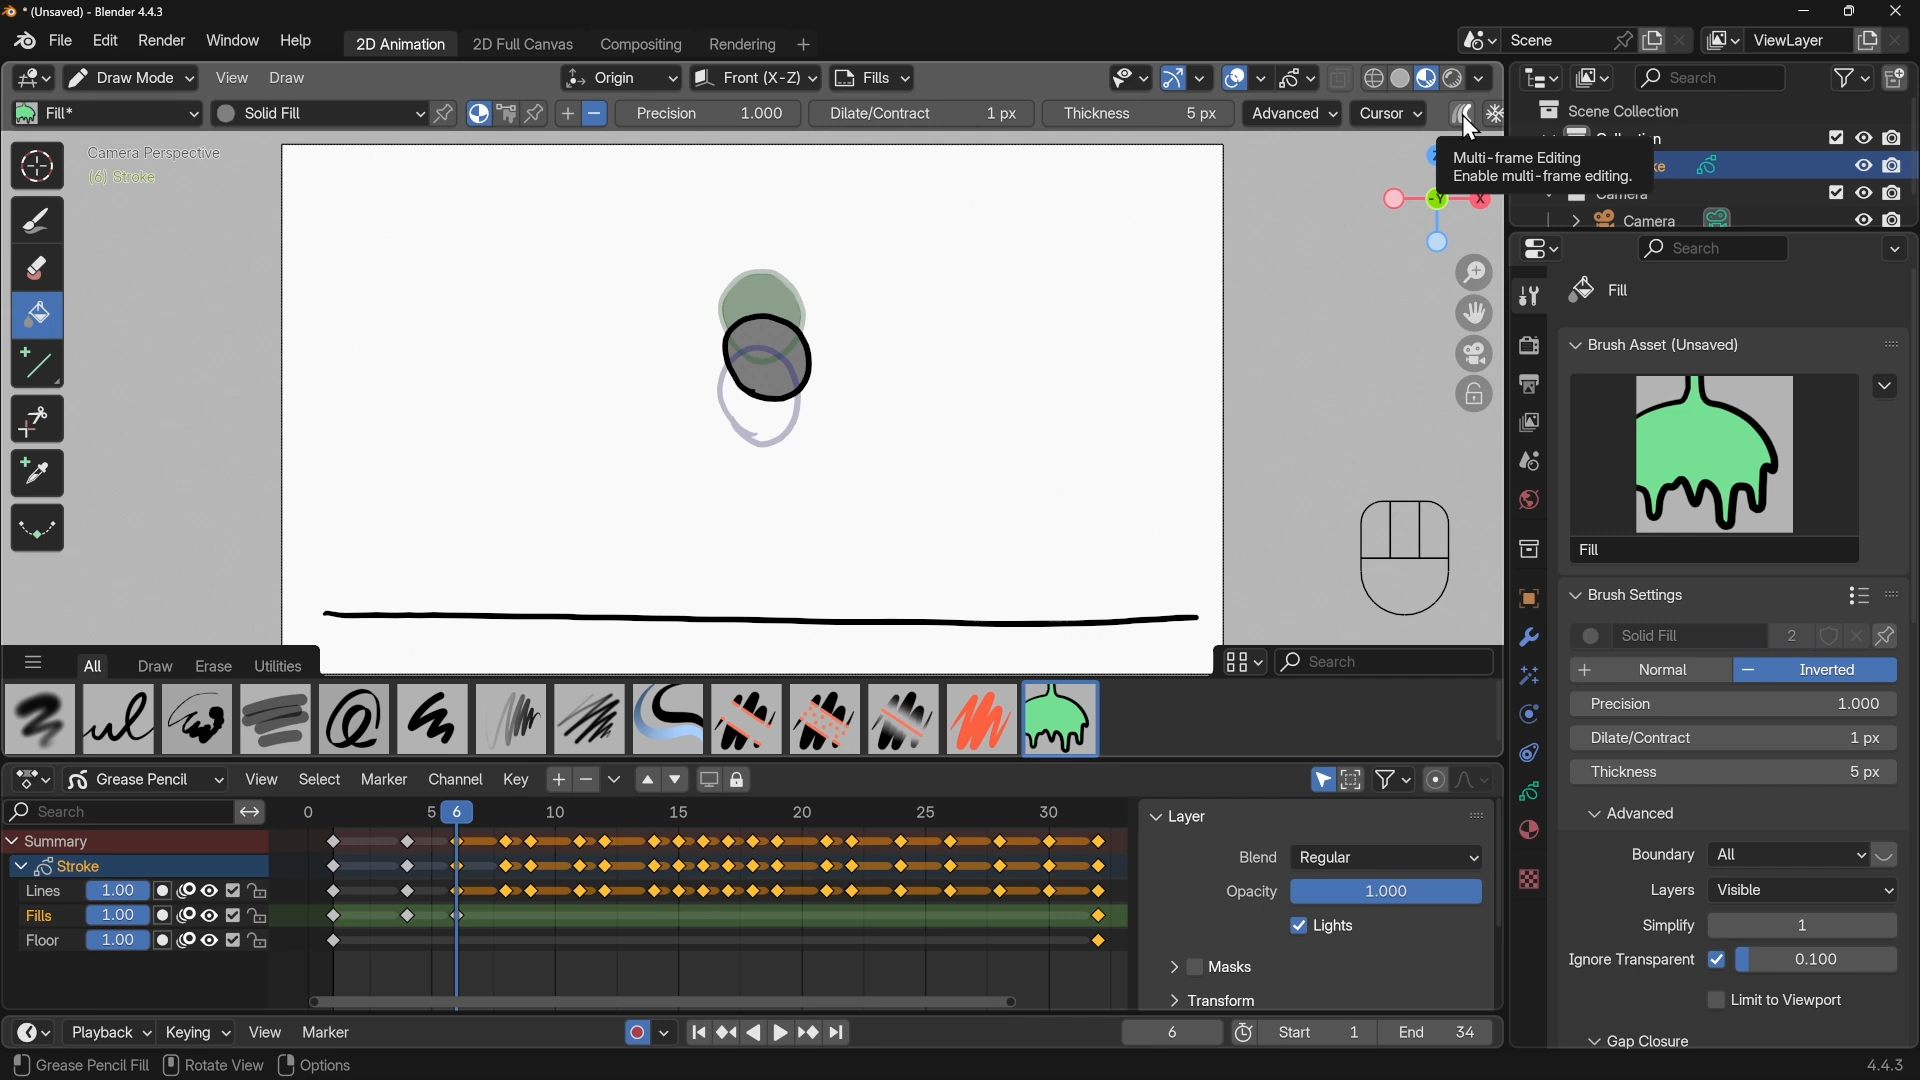 * (Unsaved) - Blender 4.4.3
File Edit Render Window Help
2D Animation 2D Full Canvas Compositing Rendering
Scene
ViewLayer
Draw Mode View Draw
Origin Front (X-Z) Fills
Search
Fill* Solid Fill
Precision 1.000
Dilate/Contract 1 px
Thickness 5 px
Advanced Cursor
Scene Collection
Camera Perspective
(6) Stroke
Multi-frame Editing
Enable multi-frame editing.
-Y X
Camera
Search
Fill
Brush Asset (Unsaved)
Fill
Brush Settings
Solid Fill 2
Normal Inverted
Precision 1.000
Dilate/Contract 1 px
Thickness 5 px
Advanced
Boundary All
Layers Visible
Simplify 1
Ignore Transparent 0.100
Limit to Viewport
Gap Closure
All Draw Erase Utilities
Search
Grease Pencil View Select Marker Channel Key
Search
0 5 6 10 15 20 25 30
Summary
Stroke
Lines 1.00
Fills 1.00
Floor 1.00
Layer
Blend Regular
Opacity 1.000
Lights
Masks
Transform
Playback Keying View Marker
6 Start 1 End 34
Grease Pencil Fill Rotate View Options
4.4.3